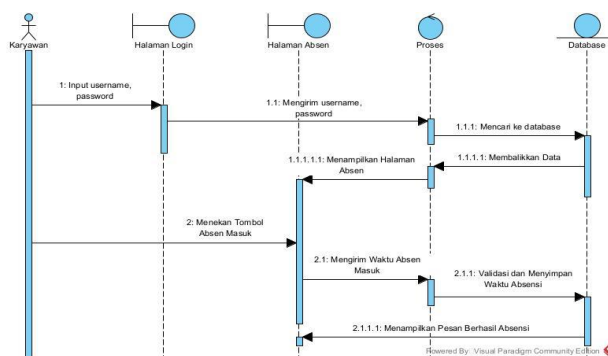 Karyawan
Halaman Login
Halaman Absen
Proses
Database
1: Input username,
password
1.1: Mengirim username,
password
1.1.1: Mencari ke database
1.1.1.1: Membalikkan Data
1.1.1.1.1: Menampilkan Halaman
Absen
2: Menekan Tombol
Absen Masuk
2.1: Mengirim Waktu Absen
Masuk
2.1.1: Validasi dan Menyimpan
Waktu Absensi
2.1.1.1: Menampilkan Pesan Berhasil Absensi
Powered By: Visual Paradigm Community Edition